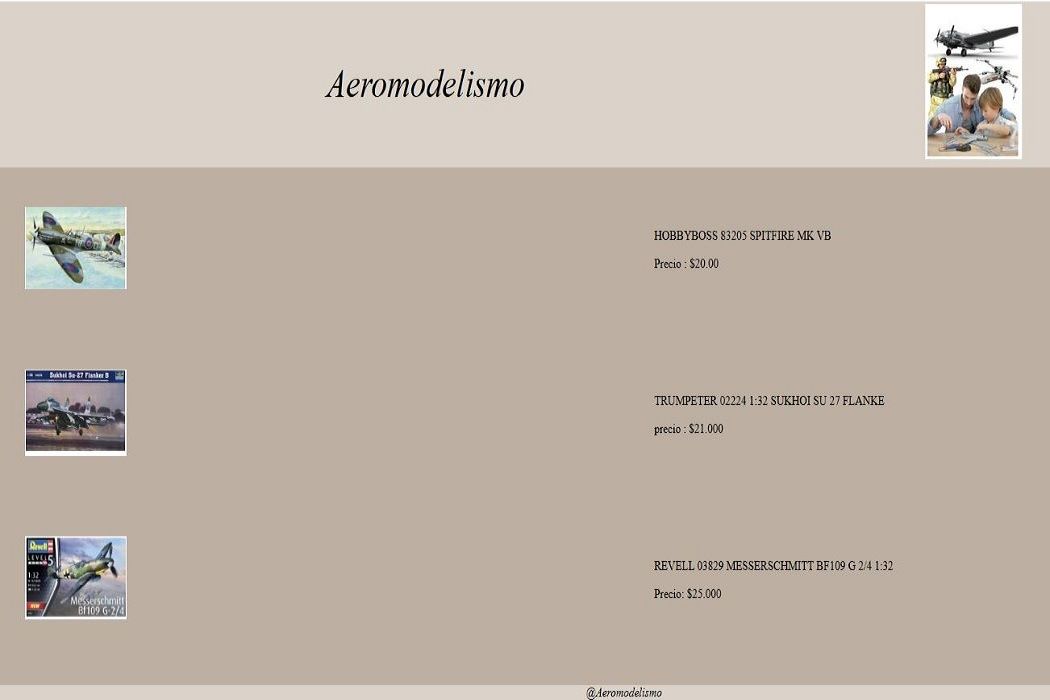 Aeromodelismo
HOBBYBOSS 83205 SPITFIRE MK VB
Precio : $20.00
Sukhoi Su-27 Flanker B
TRUMPETER 02224 1:32 SUKHOI SU 27 FLANKE
precio : $21.000
Revell
LEVEL 5
1:32
Messerschmitt
Bf109 G-2/4
REVELL 03829 MESSERSCHMITT BF109 G 2/4 1:32
Precio: $25.000
@Aeromodelismo